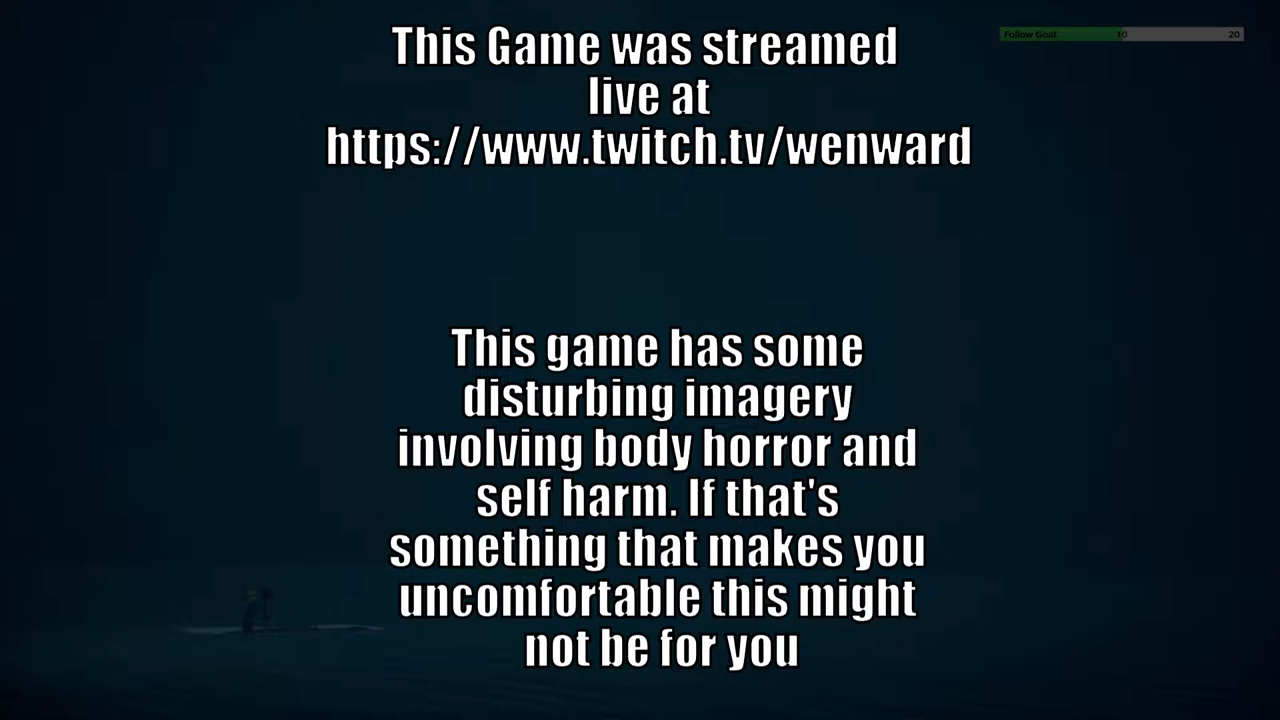 This Game was streamed
live at
https://www.twitch.tv/wenward
Follow Goal 10 20
This game has some
disturbing imagery
involving body horror and
self harm. If that's
something that makes you
uncomfortable this might
not be for you